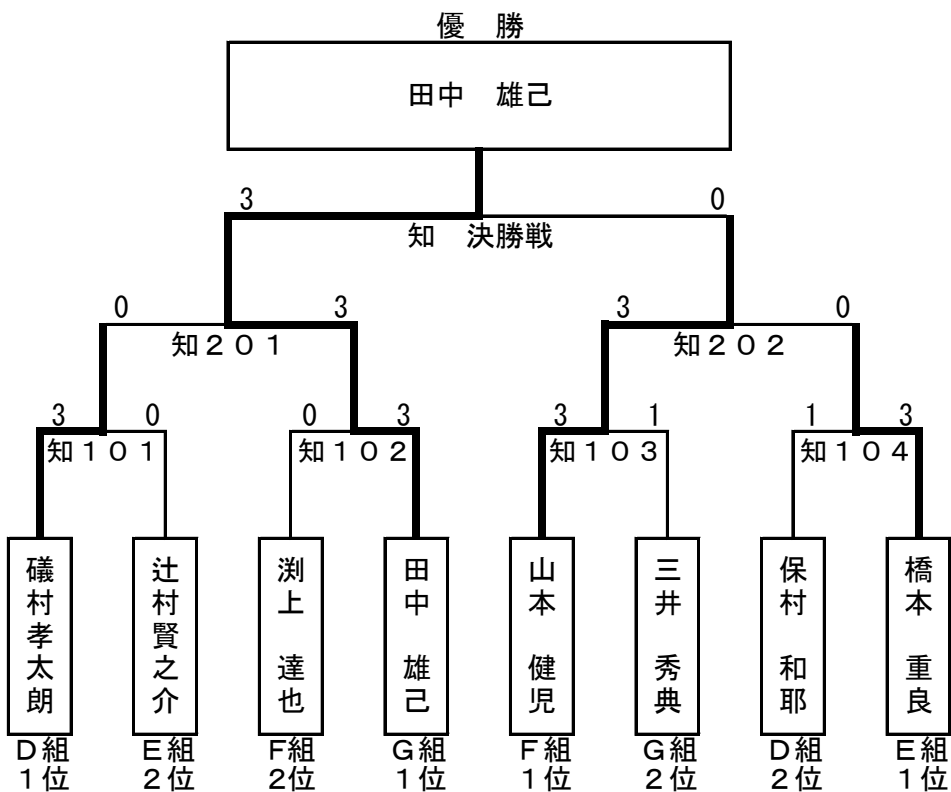 優　勝
田中　雄己
3 0
知　決勝戦
0 3 3 0
知２０１ 知２０２
3 0 0 3 3 1 1 3
知１０１ 知１０２ 知１０３ 知１０４
礒村孝太朗
辻村賢之介
渕上　達也
田中　雄己
山本　健児
三井　秀典
保村　和耶
橋本　重良
Ｄ組 Ｅ組 Ｆ組 Ｇ組 Ｆ組 Ｇ組 Ｄ組 Ｅ組
１位 ２位 ２位 １位 １位 ２位 ２位 １位